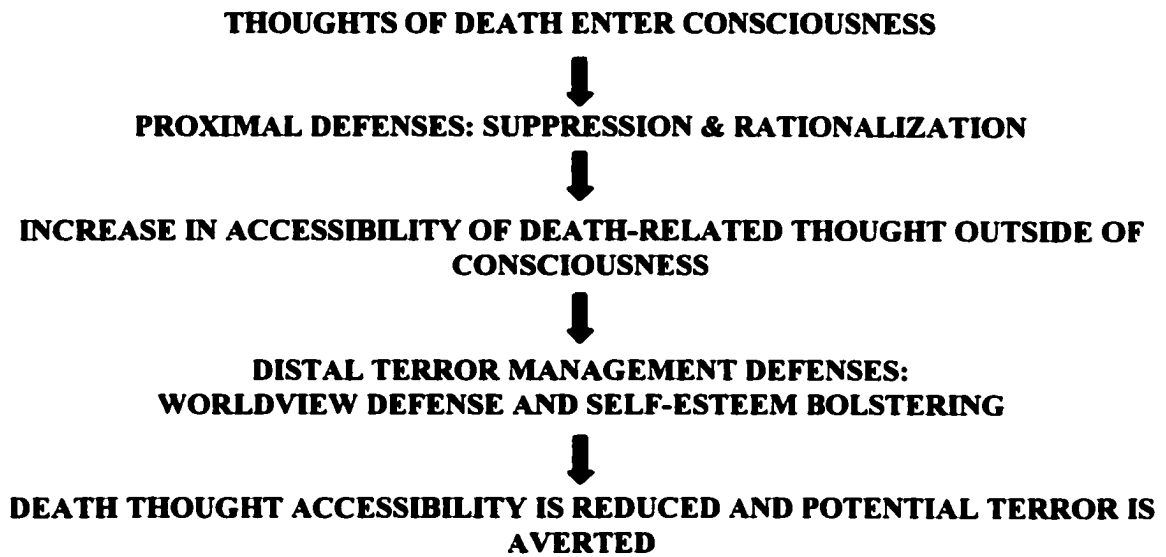 THOUGHTS OF DEATH ENTER CONSCIOUSNESS
PROXIMAL DEFENSES: SUPPRESSION & RATIONALIZATION
INCREASE IN ACCESSIBILITY OF DEATH-RELATED THOUGHT OUTSIDE OF
CONSCIOUSNESS
DISTAL TERROR MANAGEMENT DEFENSES:
WORLDVIEW DEFENSE AND SELF-ESTEEM BOLSTERING
DEATH THOUGHT ACCESSIBILITY IS REDUCED AND POTENTIAL TERROR IS
AVERTED